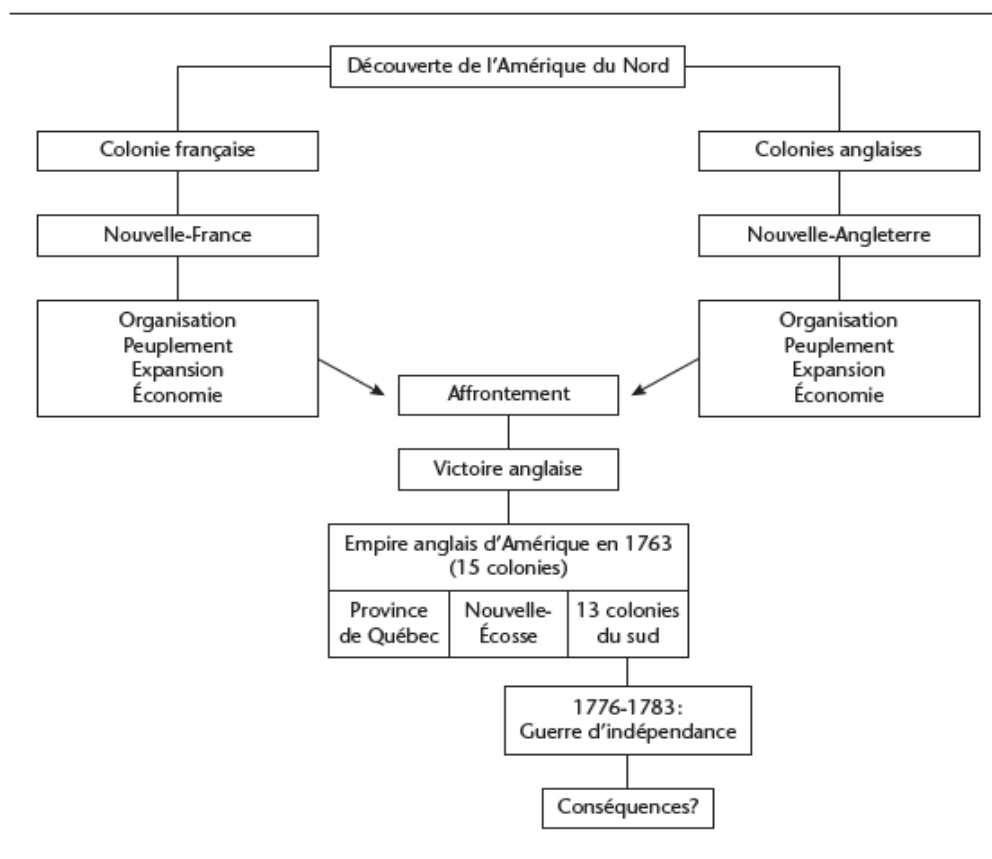 Découverte de l'Amérique du Nord
Colonie française
Colonies anglaises
Nouvelle-France
Nouvelle-Angleterre
Organisation
Peuplement
Expansion
Économie
Organisation
Peuplement
Expansion
Économie
Affrontement
Victoire anglaise
Empire anglais d'Amérique en 1763
(15 colonies)
Province
de Québec
Nouvelle-
Écosse
13 colonies
du sud
1776-1783:
Guerre d'indépendance
Conséquences?